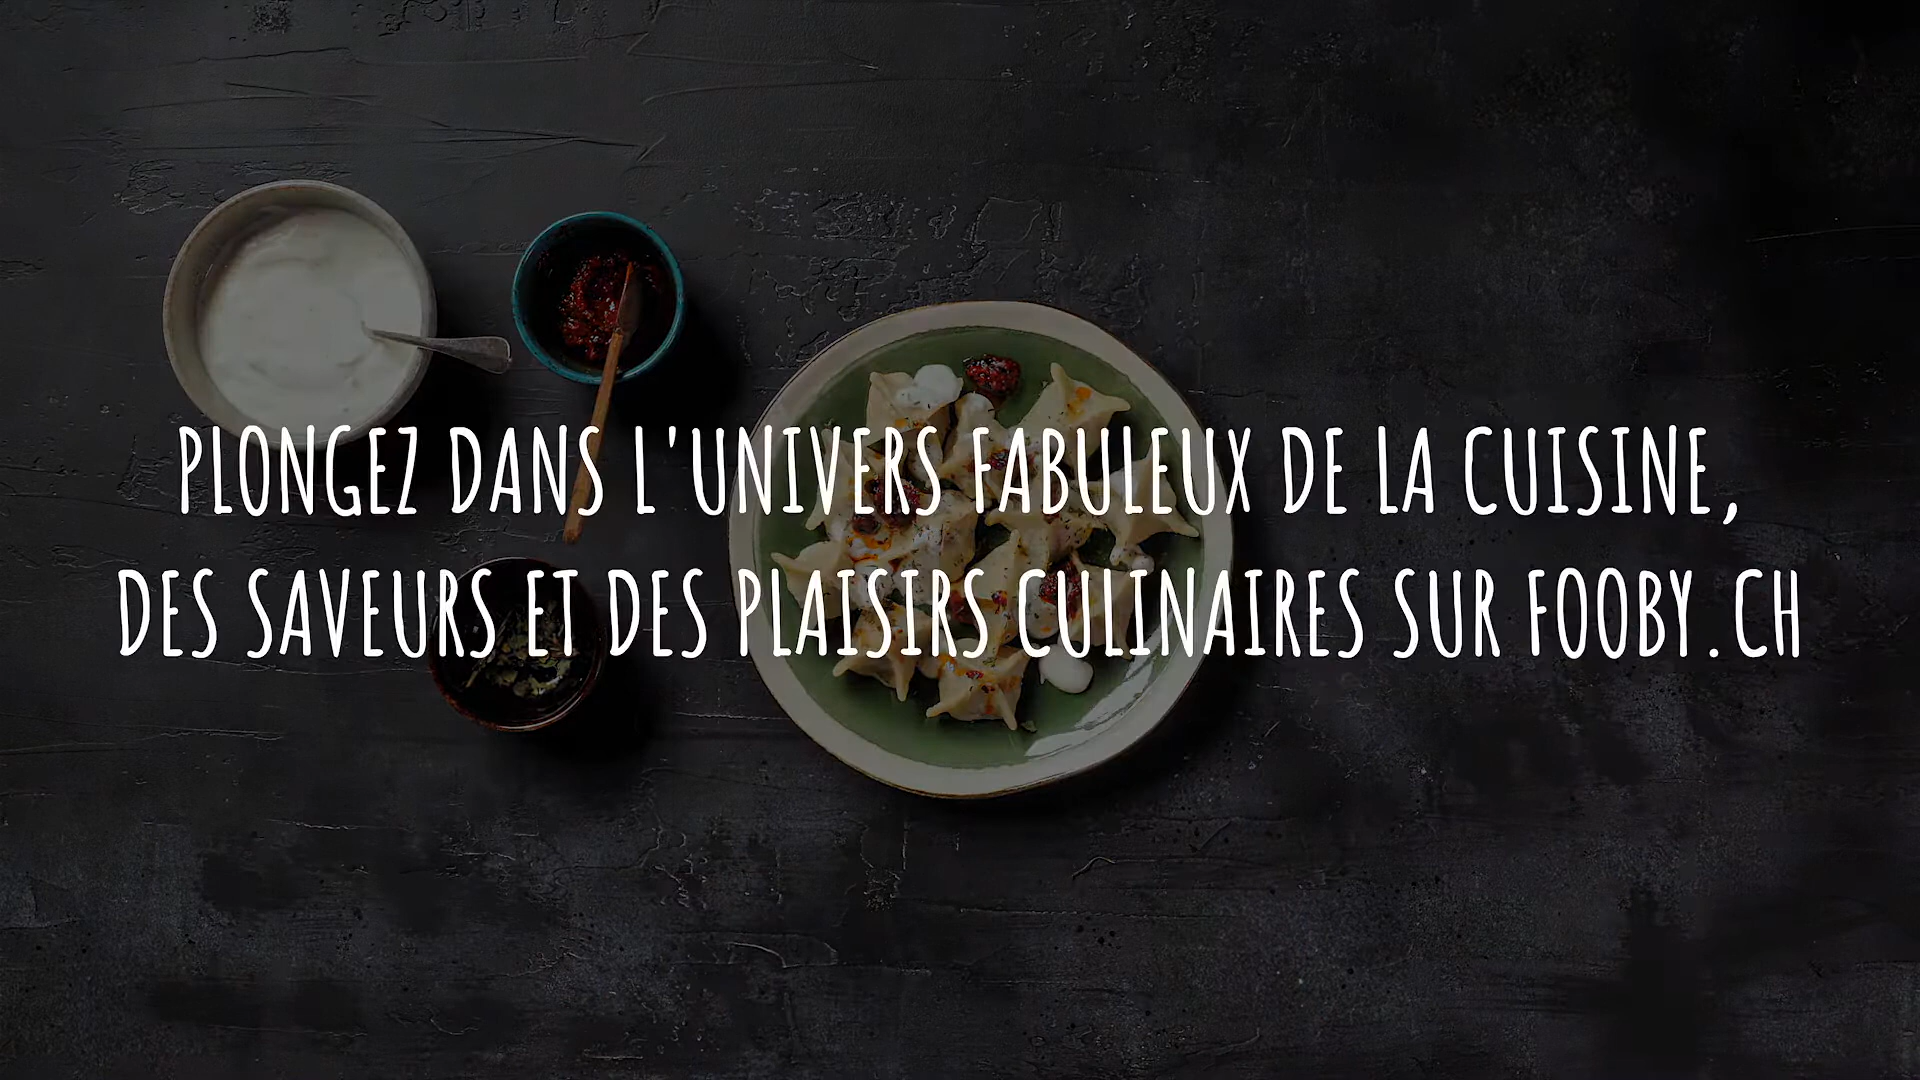 PLONGEZ DANS L'UNIVERS FABULEUX DE LA CUISINE,
DES SAVEURS ET DES PLAISIRS CULINAIRES SUR FOOBY.CH